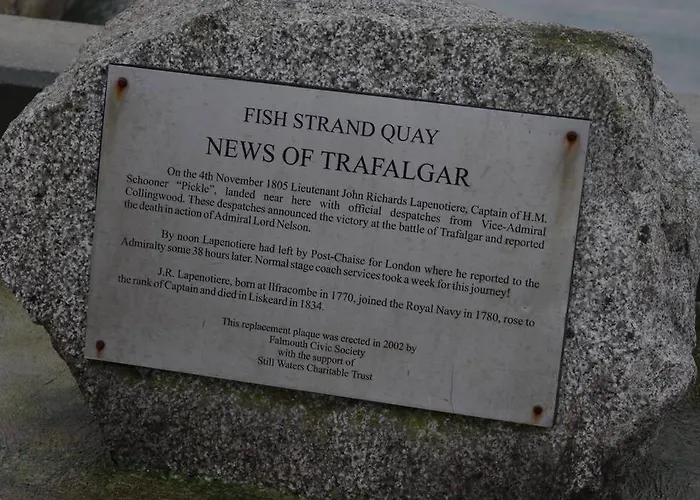 FISH STRAND QUAY
NEWS OF TRAFALGAR
On the 4th November 1805 Lieutenant John Richards Lapenotiere, Captain of H.M.
Schooner "Pickle", landed near here with official despatches from Vice-Admiral
Collingwood. These despatches announced the victory at the battle of Trafalgar and reported
the death in action of Admiral Lord Nelson.
By noon Lapenotiere had left by Post-Chaise for London where he reported to the
Admiralty some 38 hours later. Normal stage coach services took a week for this journey!
J.R. Lapenotiere, born at Ilfracombe in 1770, joined the Royal Navy in 1780, rose to
the rank of Captain and died in Liskeard in 1834.
This replacement plaque was erected in 2002 by
Falmouth Civic Society
with the support of
Still Waters Charitable Trust